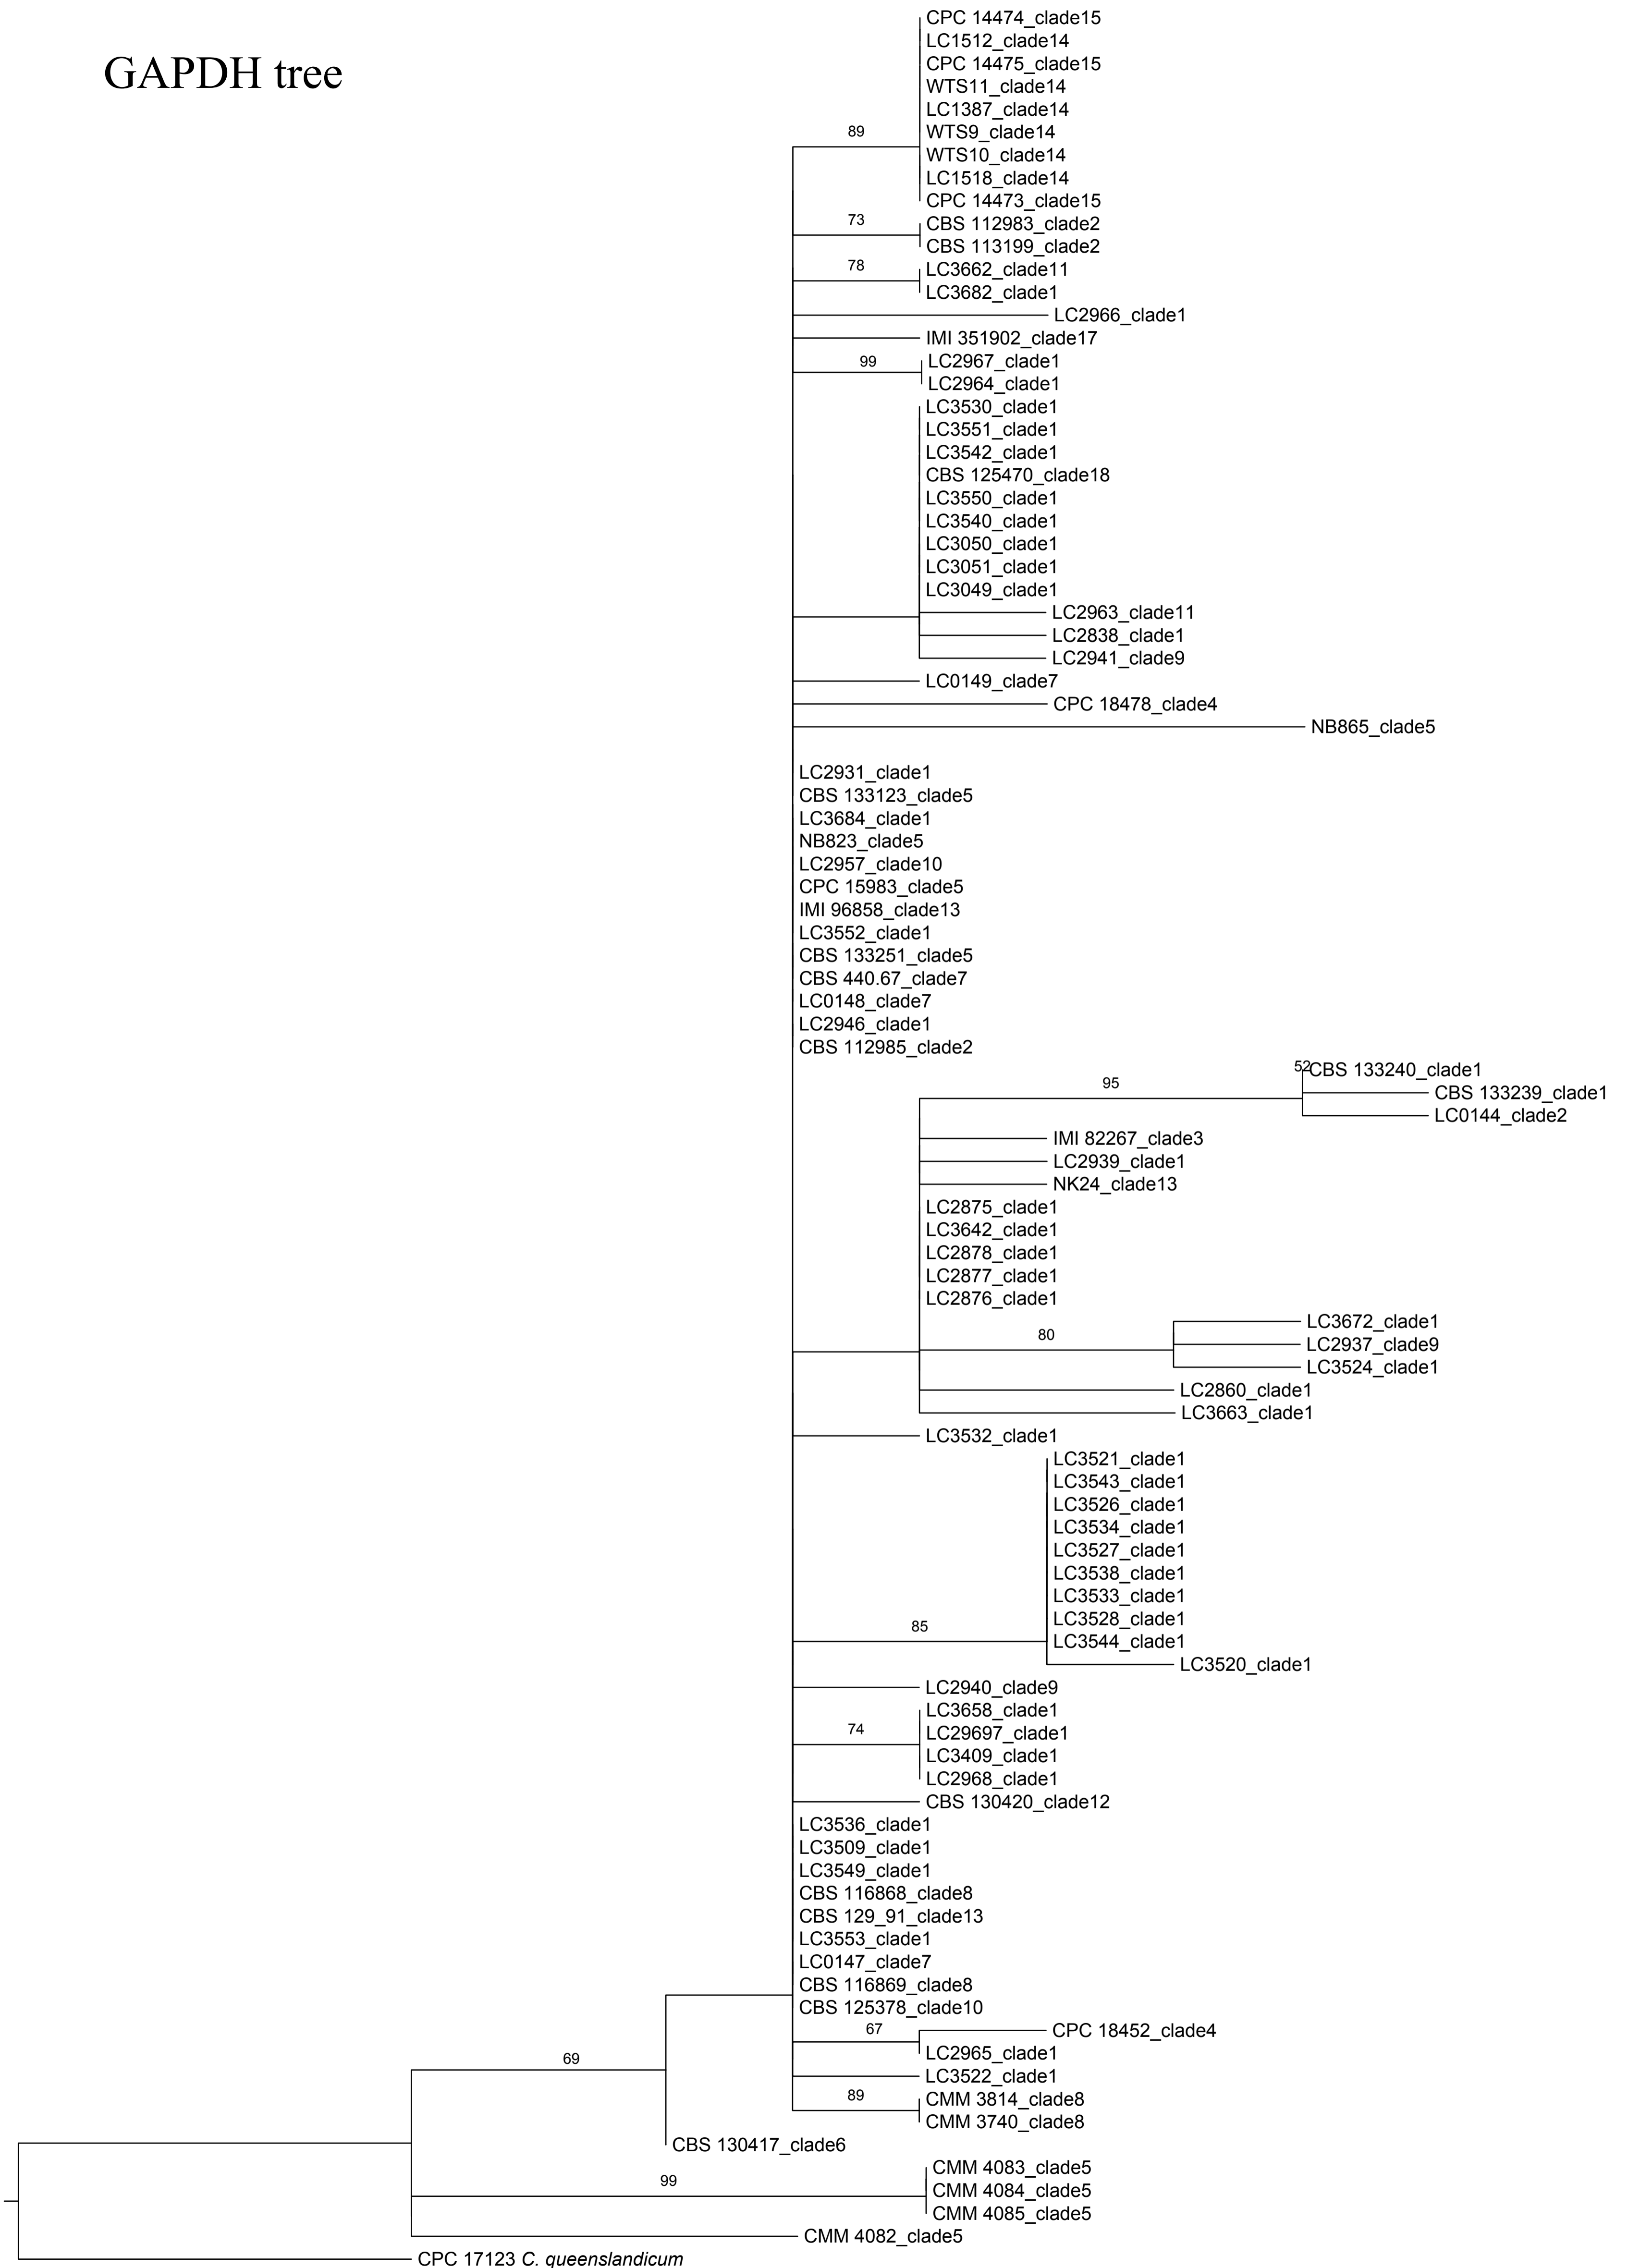 GAPDH tree
CPC 14474_clade15
LC1512_clade14
CPC 14475_clade15
WTS11_clade14
LC1387_clade14
89
WTS9_clade14
WTS10_clade14
LC1518_clade14
CPC 14473_clade15
73
CBS 112983_clade2
CBS 113199_clade2
78
LC3662_clade11
LC3682_clade1
LC2966_clade1
IMI 351902_clade17
99
LC2967_clade1
LC2964_clade1
LC3530_clade1
LC3551_clade1
LC3542_clade1
CBS 125470_clade18
LC3550_clade1
LC3540_clade1
LC3050_clade1
LC3051_clade1
LC3049_clade1
LC2963_clade11
LC2838_clade1
LC2941_clade9
LC0149_clade7
CPC 18478_clade4
NB865_clade5
LC2931_clade1
CBS 133123_clade5
LC3684_clade1
NB823_clade5
LC2957_clade10
CPC 15983_clade5
IMI 96858_clade13
LC3552_clade1
CBS 133251_clade5
CBS 440.67_clade7
LC0148_clade7
LC2946_clade1
CBS 112985_clade2
52
CBS 133240_clade1
95
CBS 133239_clade1
LC0144_clade2
IMI 82267_clade3
LC2939_clade1
NK24_clade13
LC2875_clade1
LC3642_clade1
LC2878_clade1
LC2877_clade1
LC2876_clade1
LC3672_clade1
80
LC2937_clade9
LC3524_clade1
LC2860_clade1
LC3663_clade1
LC3532_clade1
LC3521_clade1
LC3543_clade1
LC3526_clade1
LC3534_clade1
LC3527_clade1
LC3538_clade1
LC3533_clade1
LC3528_clade1
85
LC3544_clade1
LC3520_clade1
LC2940_clade9
LC3658_clade1
74
LC29697_clade1
LC3409_clade1
LC2968_clade1
CBS 130420_clade12
LC3536_clade1
LC3509_clade1
LC3549_clade1
CBS 116868_clade8
CBS 129_91_clade13
LC3553_clade1
LC0147_clade7
CBS 116869_clade8
CBS 125378_clade10
67
CPC 18452_clade4
LC2965_clade1
69
LC3522_clade1
89
CMM 3814_clade8
CMM 3740_clade8
CBS 130417_clade6
CMM 4083_clade5
99
CMM 4084_clade5
CMM 4085_clade5
CMM 4082_clade5
CPC 17123 C. queenslandicum